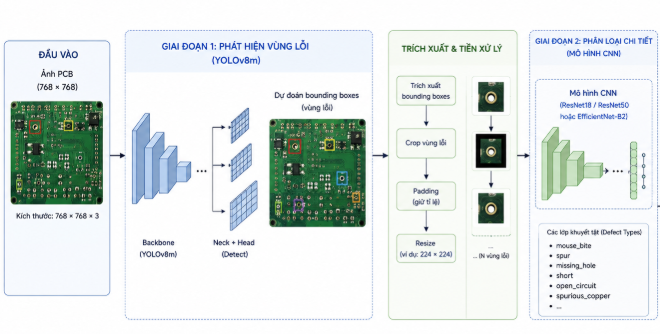 ĐẦU VÀO
Ảnh PCB
(768 × 768)
Kích thước: 768 × 768 × 3
GIAI ĐOẠN 1: PHÁT HIỆN VÙNG LỖI
(YOLOv8m)
Dự đoán bounding boxes
(vùng lỗi)
...
Backbone
(YOLOv8m)
Neck + Head
(Detect)
TRÍCH XUẤT & TIỀN XỬ LÝ
Trích xuất
bounding boxes
Crop vùng lỗi
Padding
(giữ tỉ lệ)
Resize
(ví dụ: 224 × 224)
...
... (N vùng lỗi)
GIAI ĐOẠN 2: PHÂN LOẠI CHI TIẾT
(MÔ HÌNH CNN)
Mô hình CNN
(ResNet18 / ResNet50
hoặc EfficientNet-B2)
...
Các lớp khuyết tật (Defect Types)
• mouse_bite
• spur
• missing_hole
• short
• open_circuit
• spurious_copper
• ...